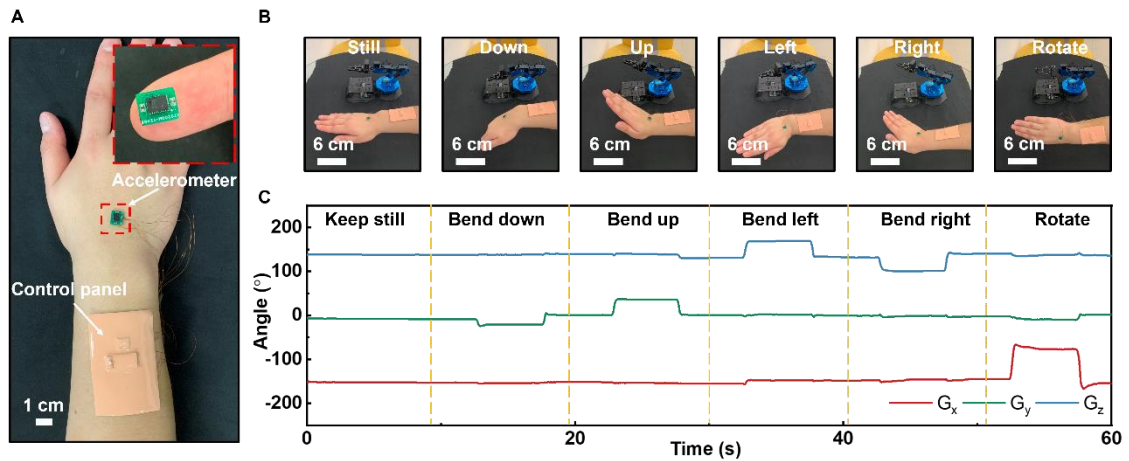 A
Accelerometer
Control panel
1 cm
B
Still
Down
Up
Left
Right
Rotate
6 cm
6 cm
6 cm
6 cm
6 cm
6 cm
C
Keep still
Bend down
Bend up
Bend left
Bend right
Rotate
Angle (°)
200
100
0
-100
-200
Gx
Gy
Gz
0
20
40
60
Time (s)